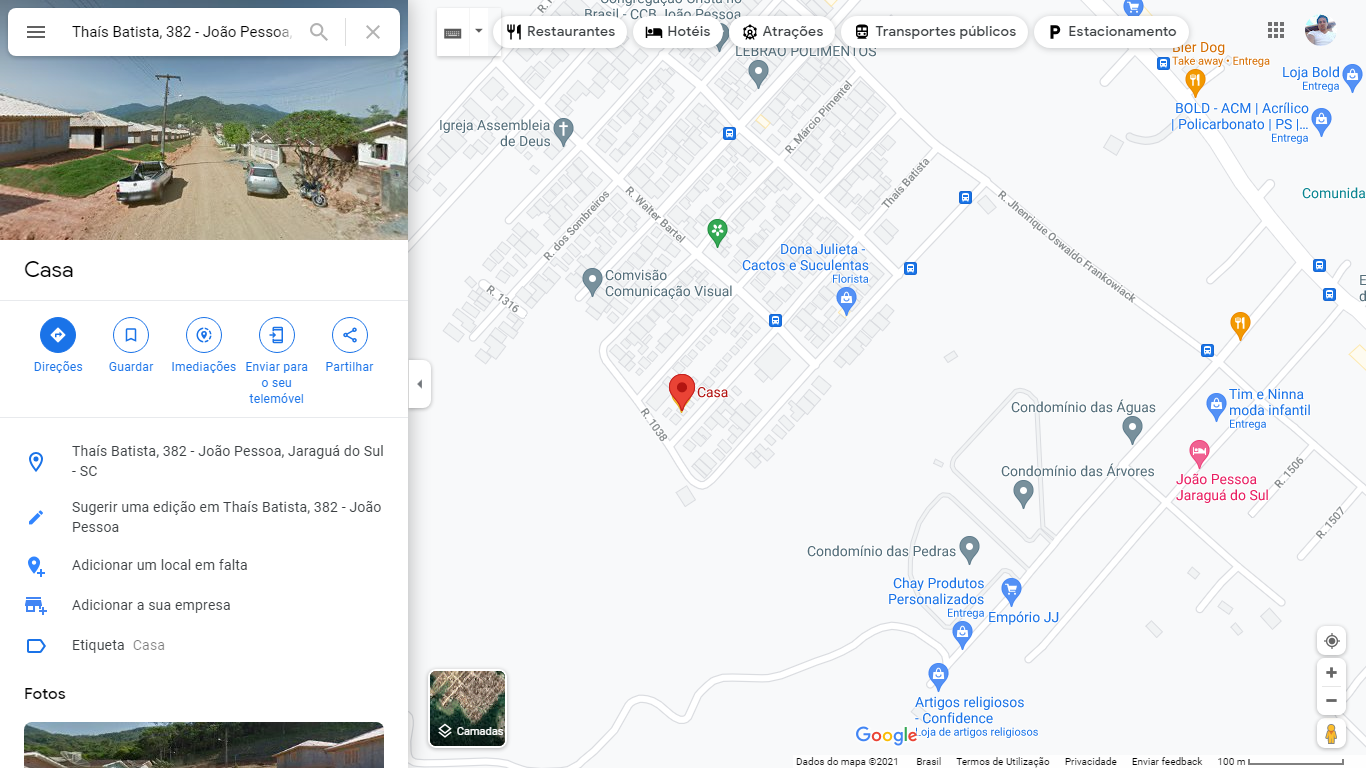 Thaís Batista, 382 - João Pessoa,
Casa
Direções
Guardar
Imediações
Enviar para
o seu
telemóvel
Partilhar
Thaís Batista, 382 - João Pessoa, Jaraguá do Sul
- SC
Sugerir uma edição em Thaís Batista, 382 - João
Pessoa
Adicionar um local em falta
Adicionar a sua empresa
Etiqueta Casa
Fotos
Restaurantes
Hotéis
Atrações
Transportes públicos
Estacionamento
Congregação Cristã no
Brasil - CCB João Pessoa
LEBRÃO POLIMENTOS
Bier Dog
Take away • Entrega
Loja Bold
Entrega
BOLD - ACM | Acrílico
| Policarbonato | PS |...
Entrega
Igreja Assembleia
de Deus
R. Márcio Pimentel
Thaís Batista
R. Walter Bartel
R. dos Sombreiros
R. Jhenrique Oswaldo Frankowiack
Comunida
Dona Julieta -
Cactos e Suculentas
Florista
Comvisão
Comunicação Visual
R. 1316
Casa
R. 1038
Tim e Ninna
moda infantil
Entrega
Condomínio das Águas
Condomínio das Árvores
João Pessoa
Jaraguá do Sul
R. 1506
R. 1507
Condomínio das Pedras
Chay Produtos
Personalizados
Entrega
Empório JJ
Artigos religiosos
- Confidence
Loja de artigos religiosos
Camadas
Google
Dados do mapa ©2021 Brasil Termos de Utilização Privacidade Enviar feedback 100 m